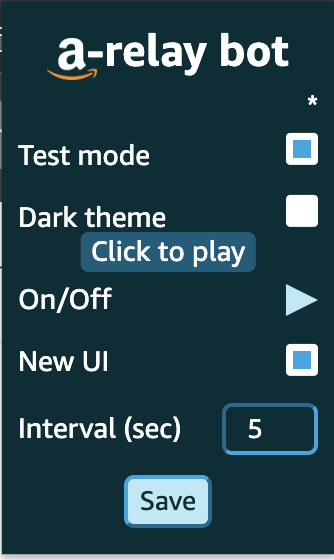 a-relay bot
*
Test mode
Dark theme
Click to play
On/Off
New UI
Interval (sec) 5
Save